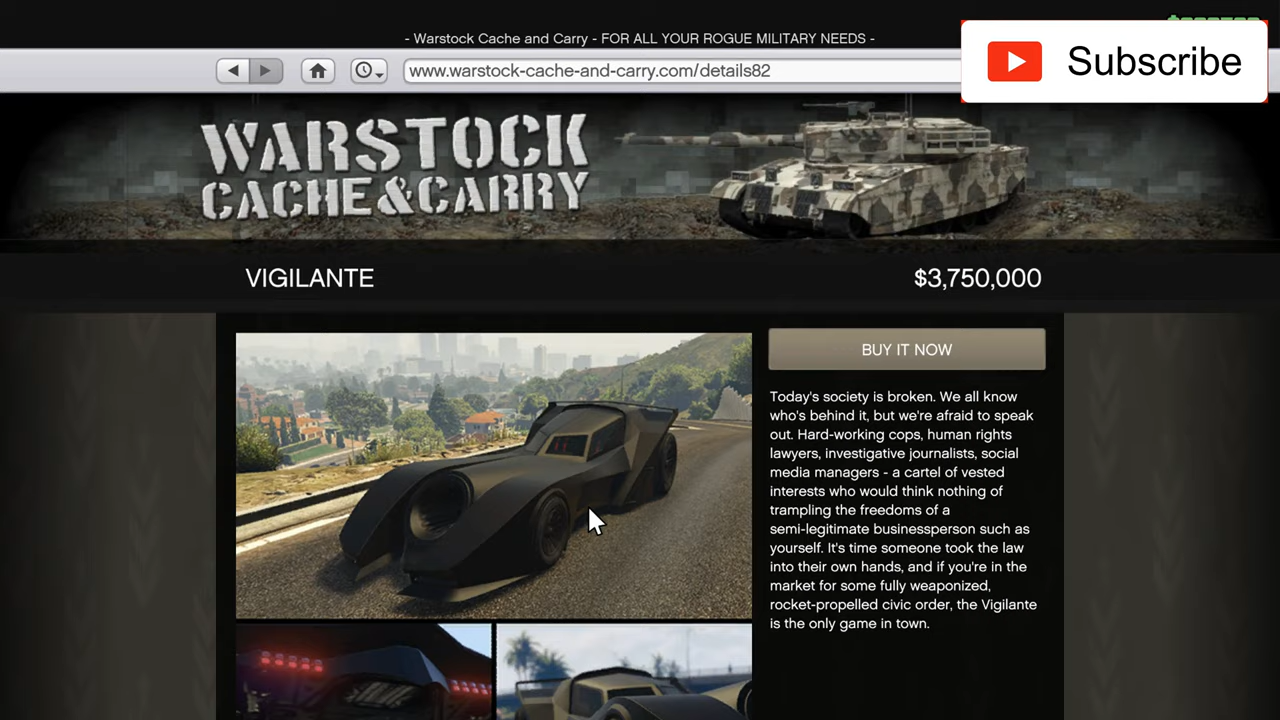 - Warstock Cache and Carry - FOR ALL YOUR ROGUE MILITARY NEEDS -
www.warstock-cache-and-carry.com/details82
Subscribe
WARSTOCK
CACHE&CARRY
VIGILANTE
$3,750,000
BUY IT NOW
Today's society is broken. We all know
who's behind it, but we're afraid to speak
out. Hard-working cops, human rights
lawyers, investigative journalists, social
media managers - a cartel of vested
interests who would think nothing of
trampling the freedoms of a
semi-legitimate businessperson such as
yourself. It's time someone took the law
into their own hands, and if you're in the
market for some fully weaponized,
rocket-propelled civic order, the Vigilante
is the only game in town.